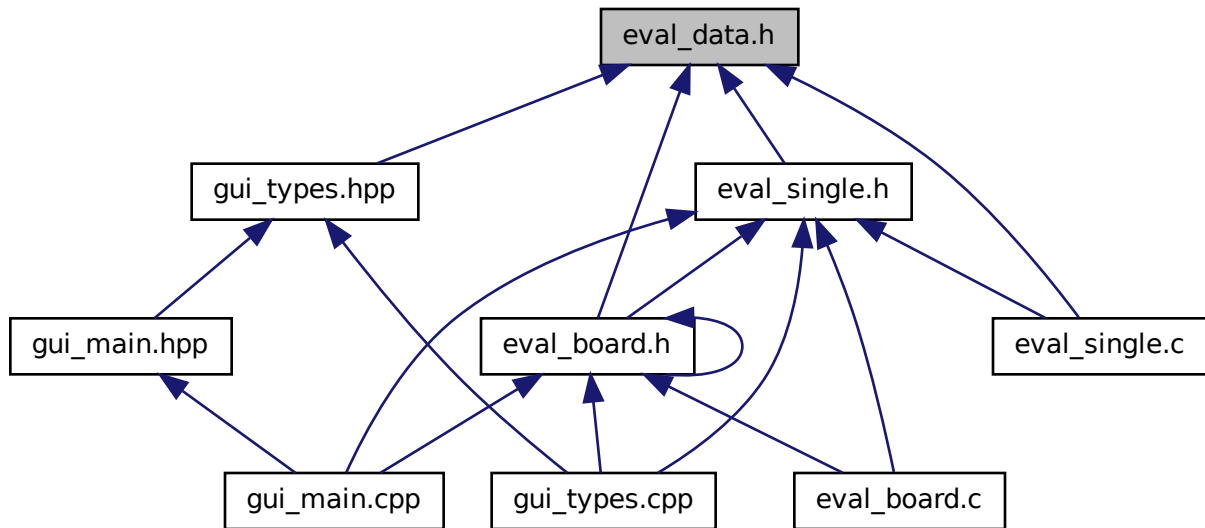 eval_data.h
gui_types.hpp
eval_single.h
gui_main.hpp
eval_board.h
eval_single.c
gui_main.cpp
gui_types.cpp
eval_board.c